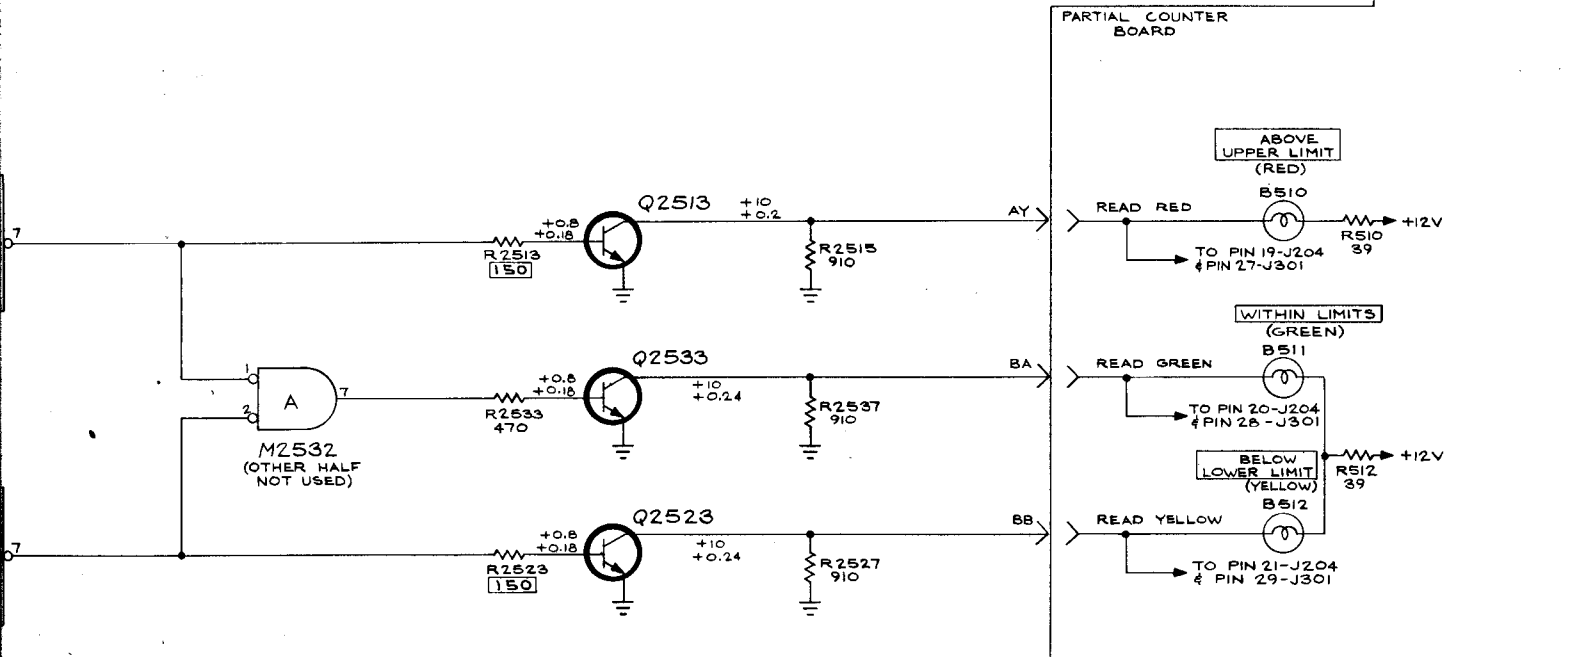 PARTIAL COUNTER
BOARD
ABOVE
UPPER LIMIT
(RED)
B510
7
Q2513
+10
+0.2
AY
READ RED
+12V
+0.8
+0.18
R2513
150
R2515
910
R510
39
TO PIN 19-J204
& PIN 27-J301
WITHIN LIMITS
(GREEN)
B511
1
2
A
7
M2532
(OTHER HALF
NOT USED)
Q2533
+10
+0.24
BA
READ GREEN
+0.8
+0.18
R2533
470
R2537
910
TO PIN 20-J204
& PIN 28-J301
BELOW
LOWER LIMIT
(YELLOW)
B512
+12V
R512
39
7
Q2523
+10
+0.24
BB
READ YELLOW
+0.8
+0.18
R2523
150
R2527
910
TO PIN 21-J204
& PIN 29-J301